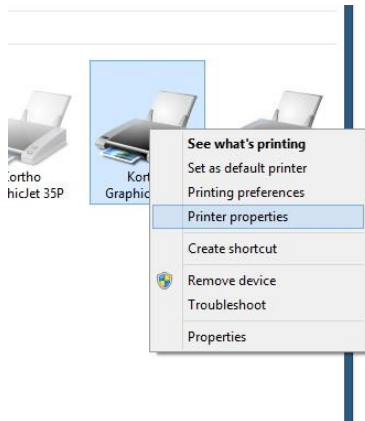 Kortho
hicJet 35P
Kort
Graphic
See what's printing
Set as default printer
Printing preferences
Printer properties
Create shortcut
Remove device
Troubleshoot
Properties